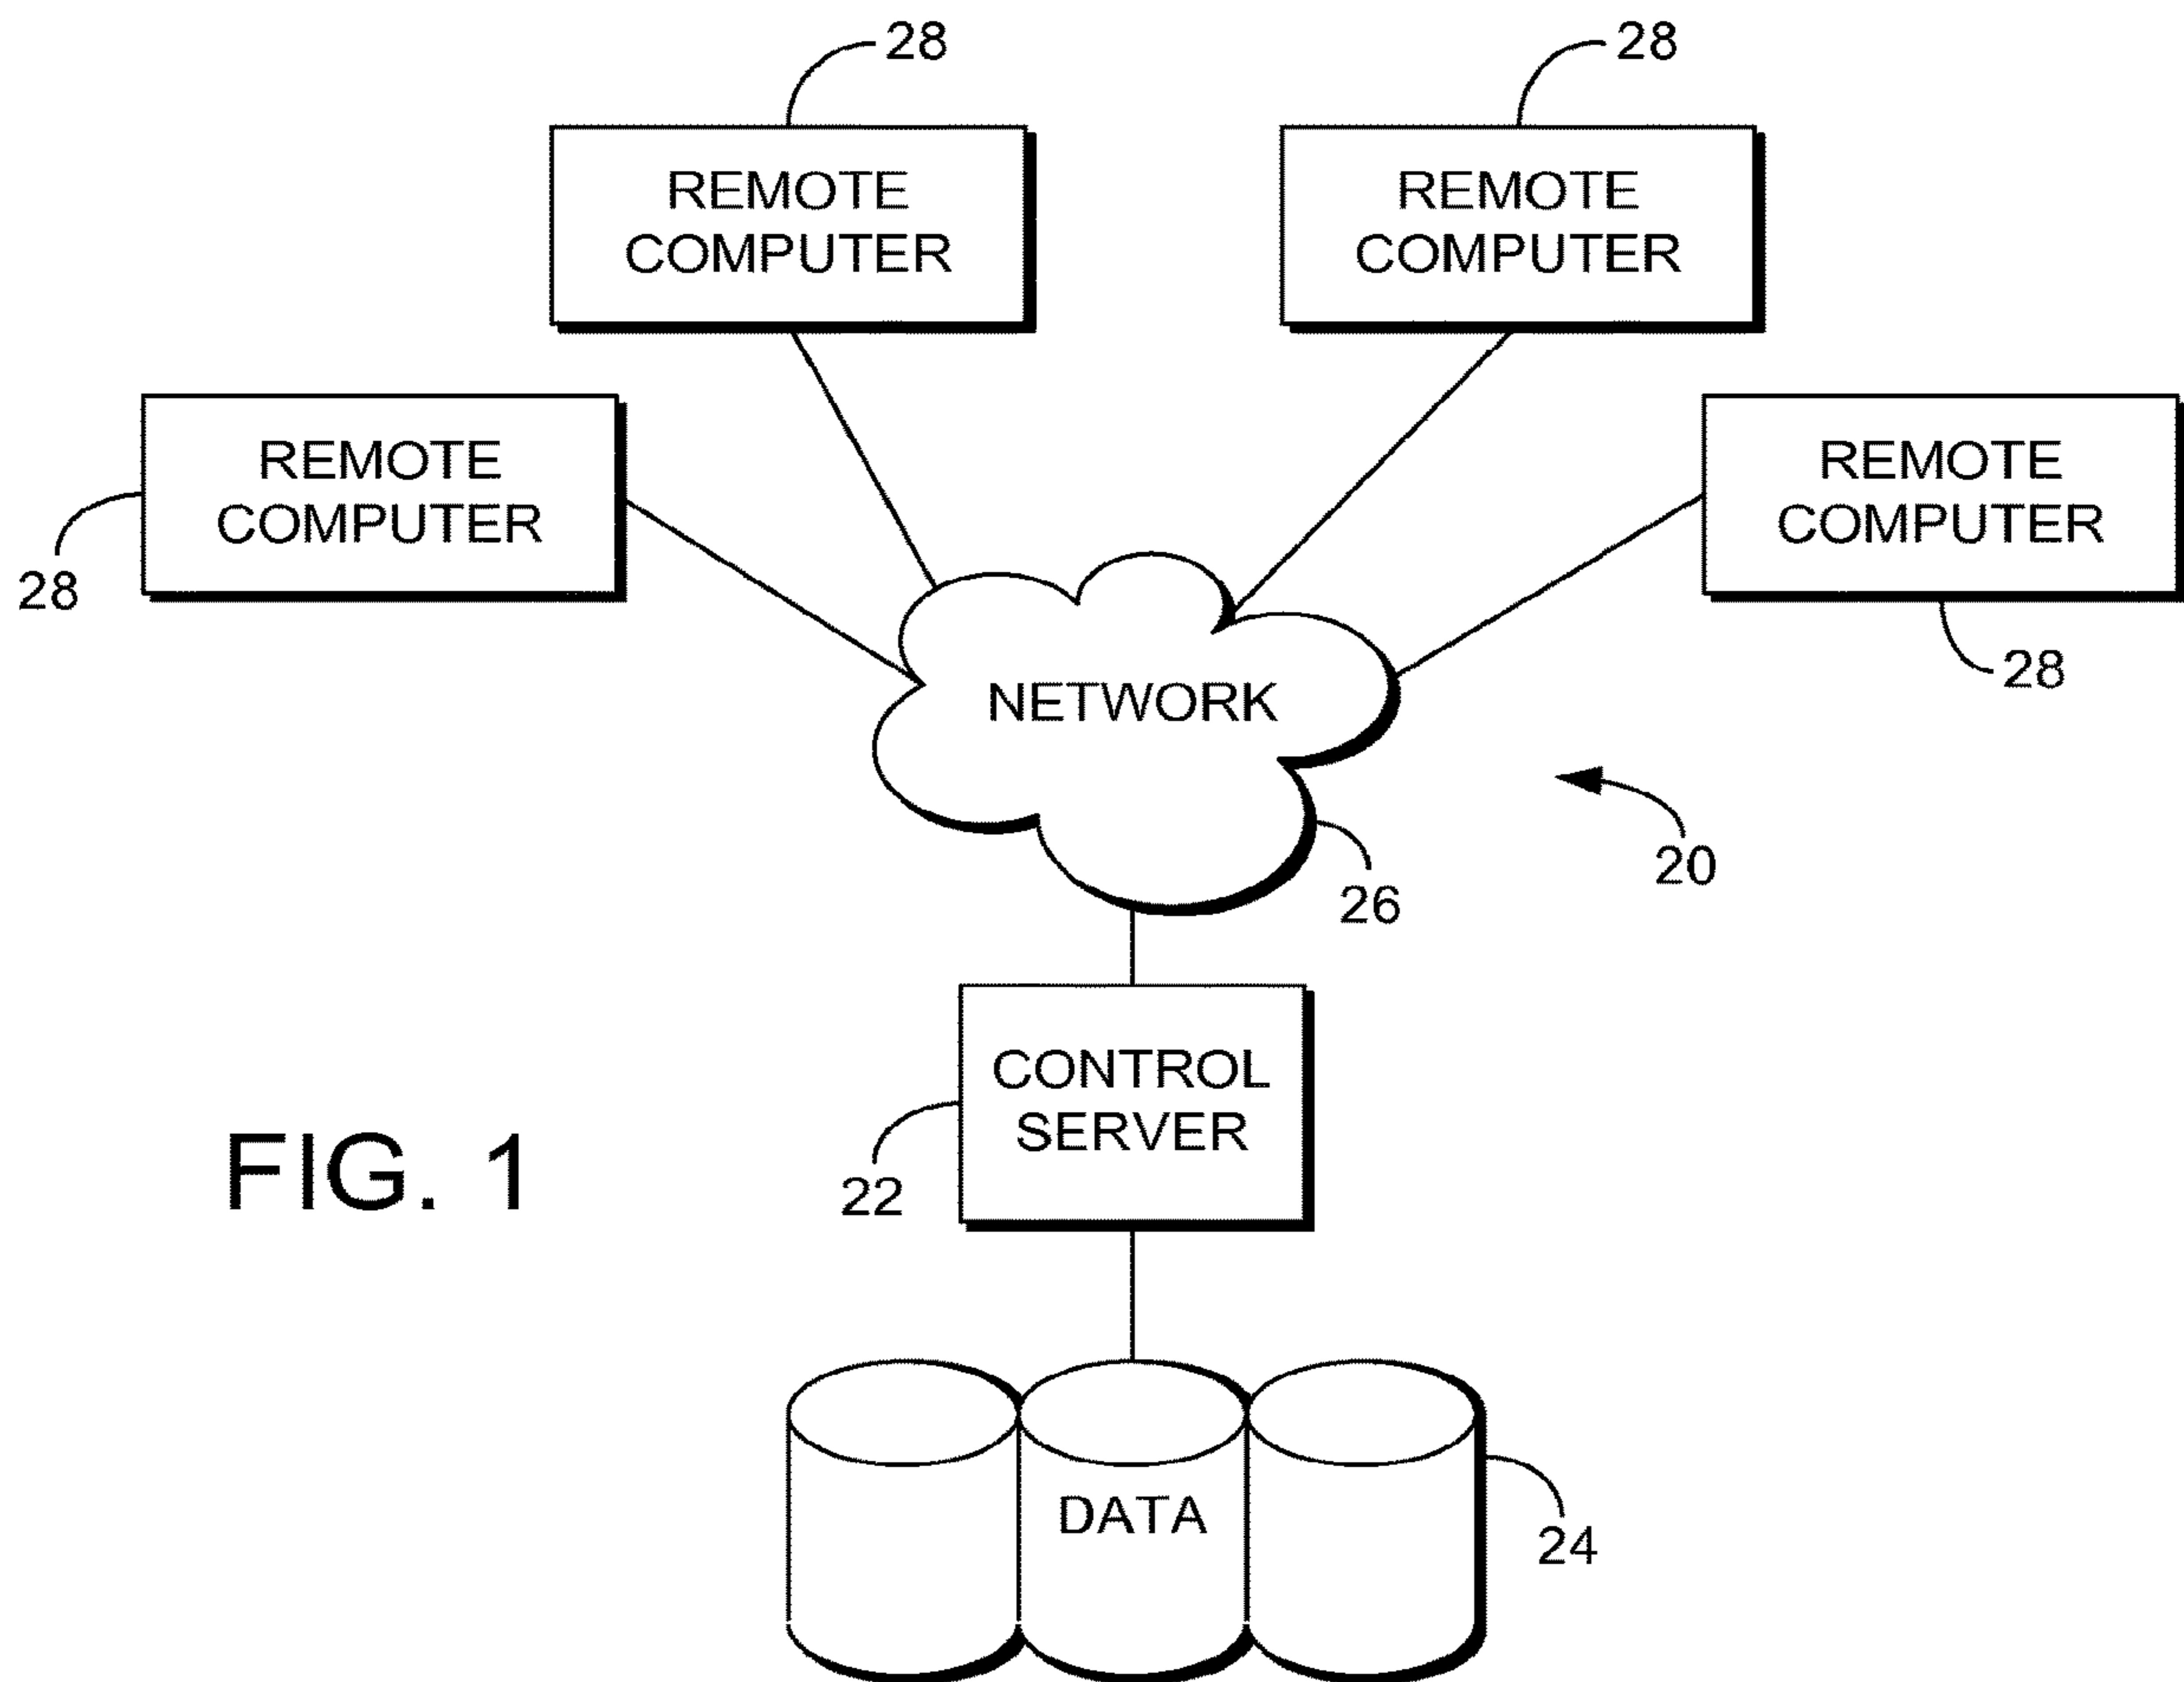 28
28
REMOTE
COMPUTER
REMOTE
COMPUTER
REMOTE
COMPUTER
REMOTE
COMPUTER
28
28
NETWORK
20
26
CONTROL
SERVER
FIG. 1
22
DATA
24